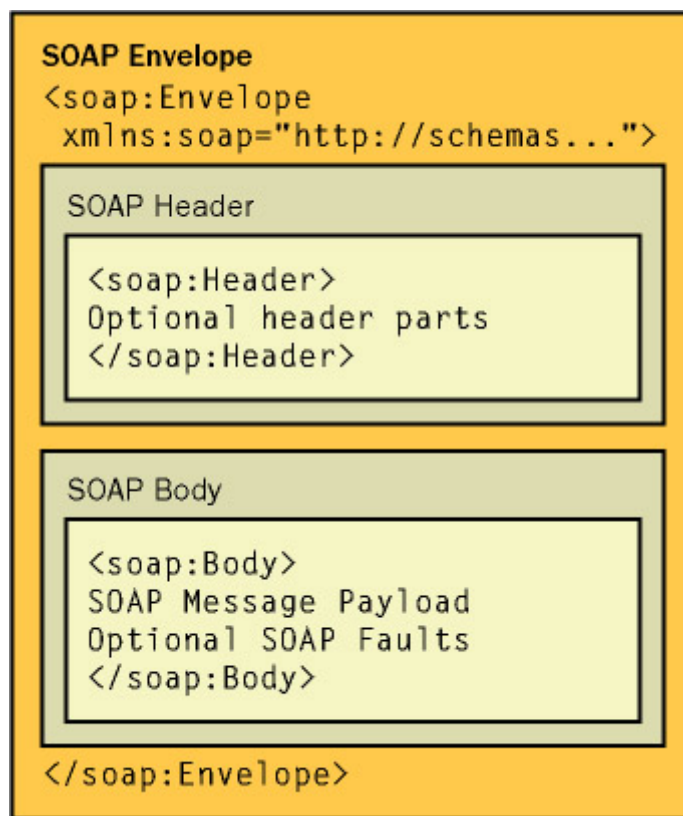 SOAP Envelope
<soap:Envelope
xmlns:soap="http://schemas...">
SOAP Header
<soap:Header>
Optional header parts
</soap:Header>
SOAP Body
<soap:Body>
SOAP Message Payload
Optional SOAP Faults
</soap:Body>
</soap:Envelope>